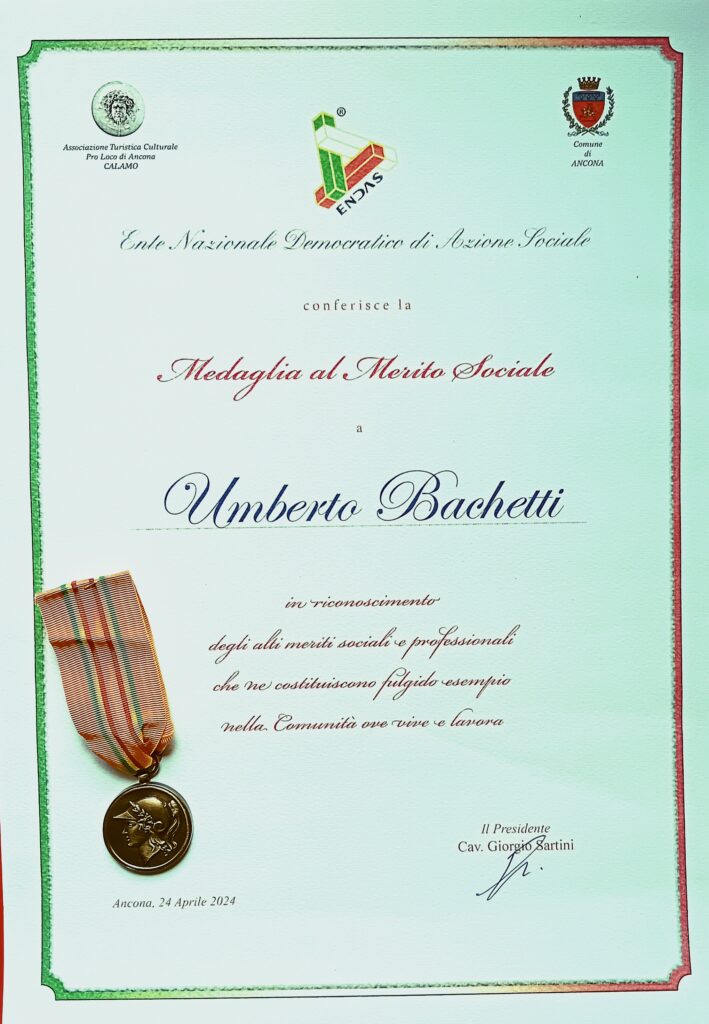 Associazione Turistica Culturale
Pro Loco di Ancona
CALAMO
®
ENDAS
Comune
di
ANCONA
Ente Nazionale Democratico di Azione Sociale
conferisce la
Medaglia al Merito Sociale
a
Umberto Bachetti
in riconoscimento
degli alti meriti sociali e professionali
che ne costituiscono fulgido esempio
nella Comunità ove vive e lavora
Il Presidente
Cav. Giorgio Sartini
Ancona, 24 Aprile 2024